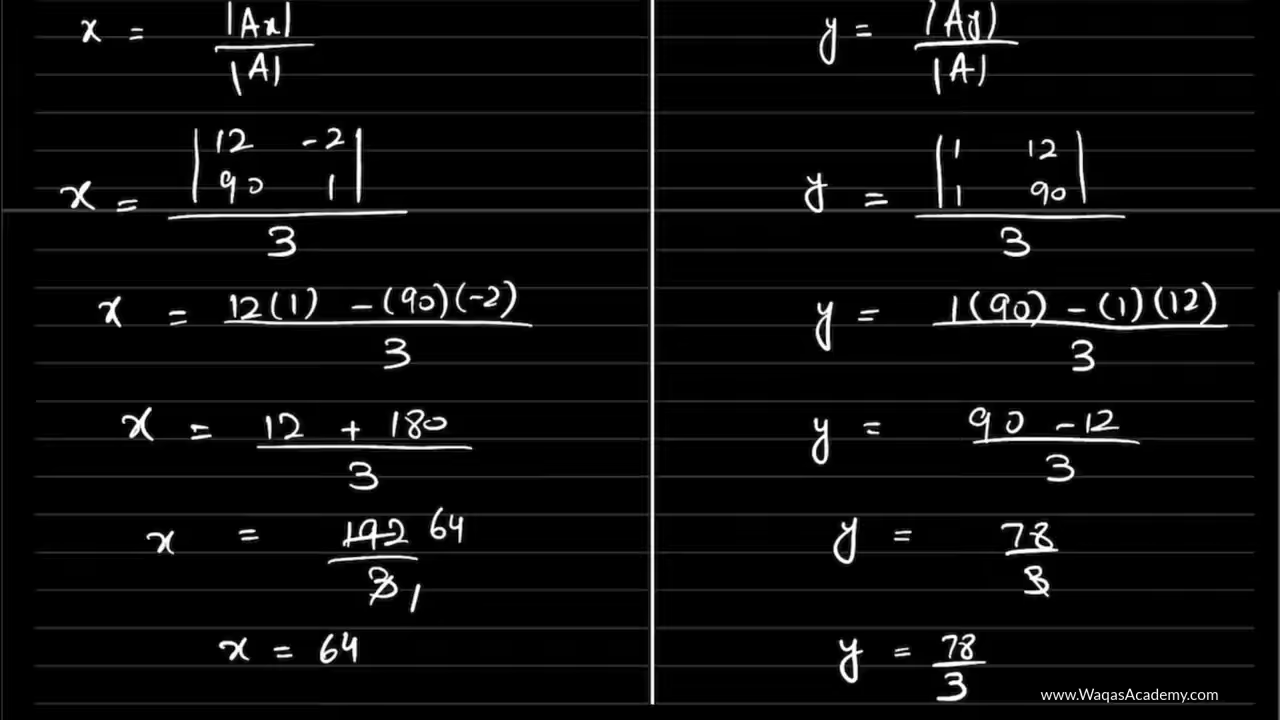 x = |Ax|
|A|
x = | 12 -2 |
| 90 1 |
3
x = 12(1) - (90)(-2)
3
x = 12 + 180
3
x = 192 64
3 1
x = 64
y = |Ay|
|A|
y = | 1 12 |
| 1 90 |
3
y = 1(90) - (1)(12)
3
y = 90 - 12
3
y = 78
3
y = 78
3
www.WaqasAcademy.com